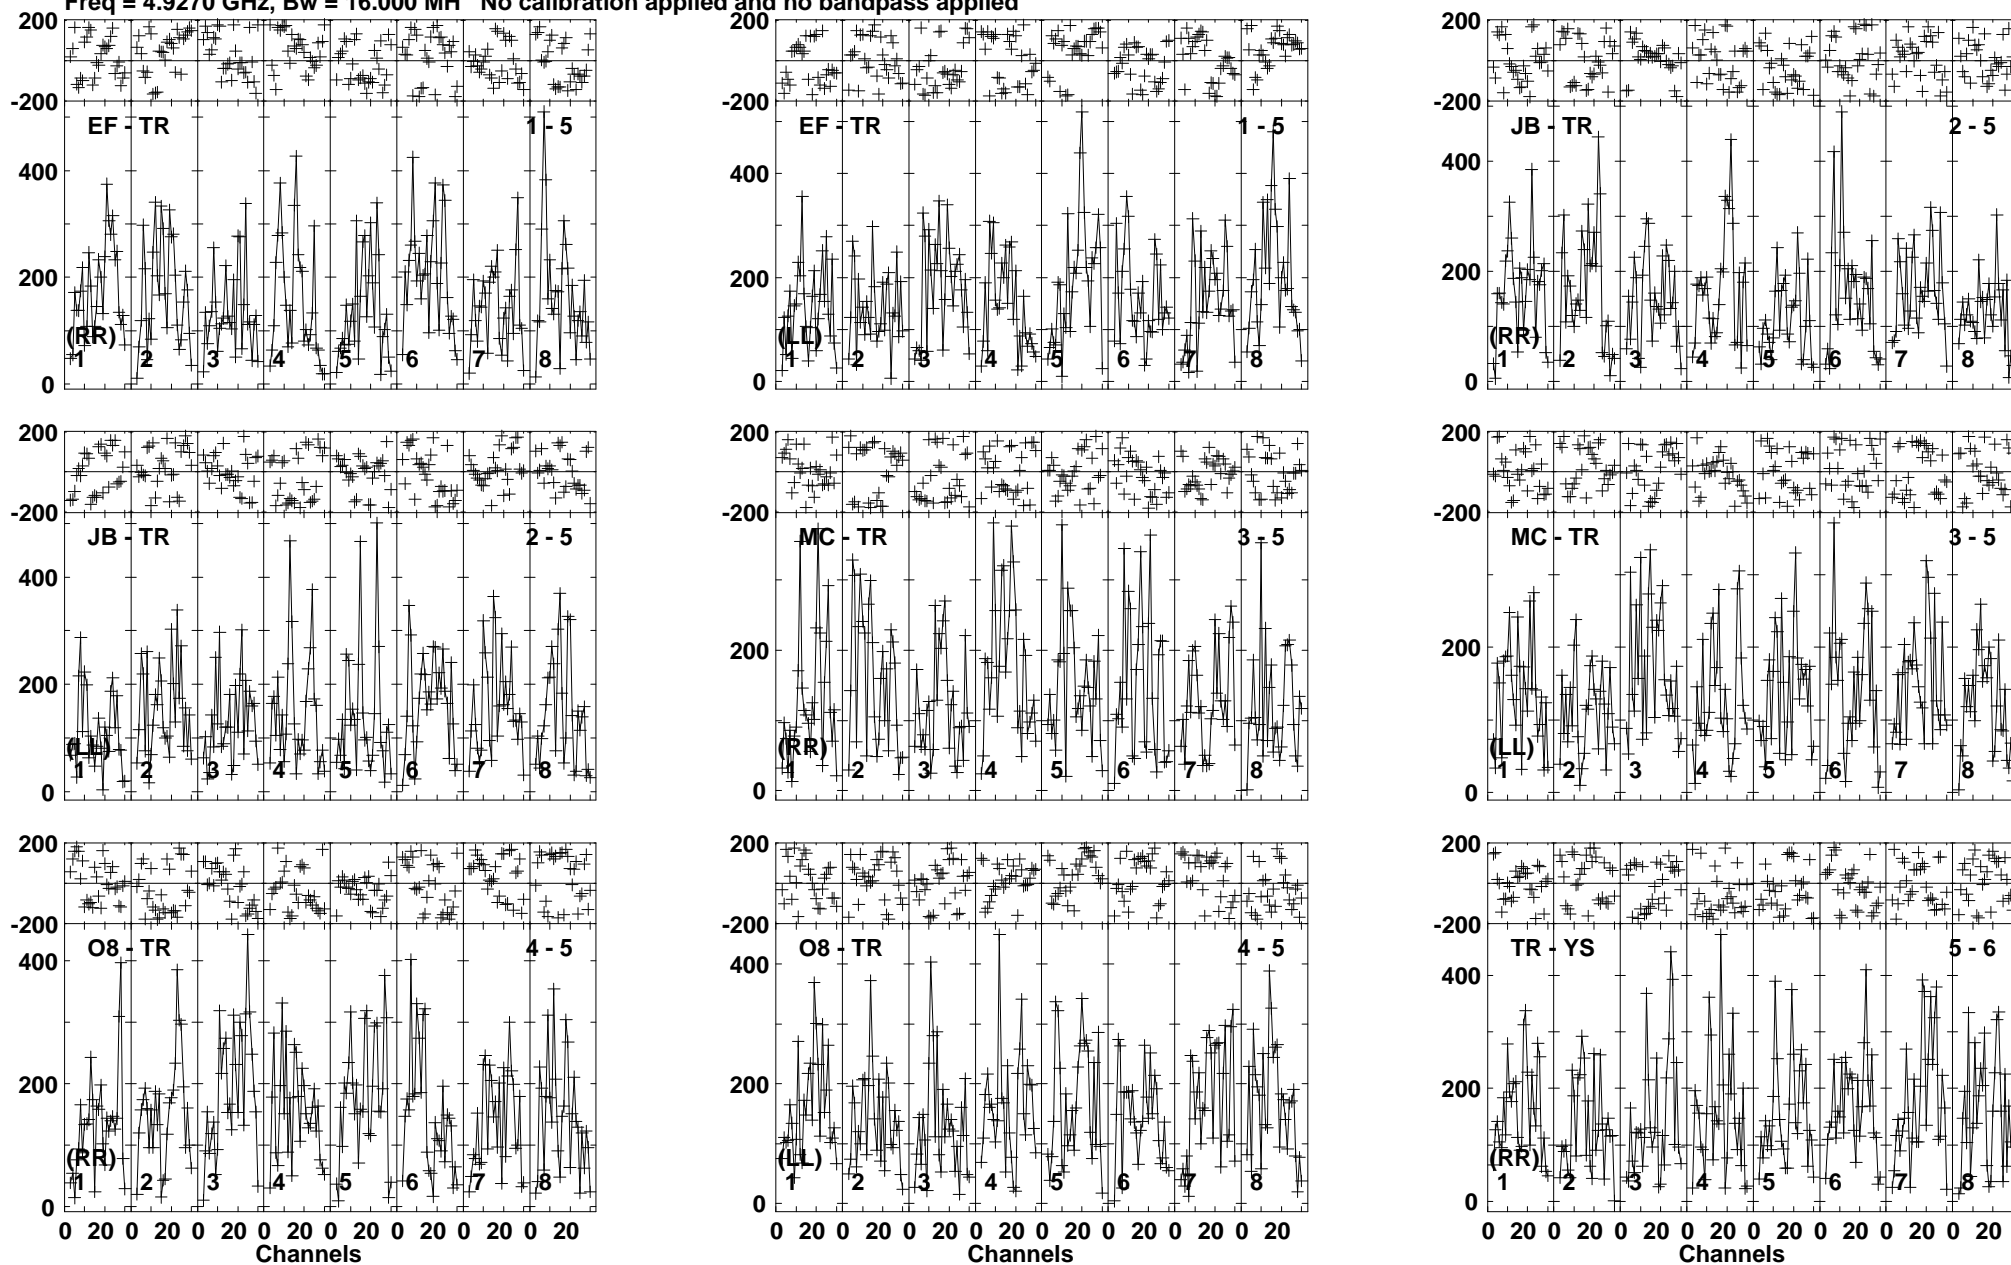 Freq = 4.9270 GHz, Bw = 16.000 MH No calibration applied and no bandpass applied
200 200 200
-200 -200 -200
EF - TR 1 - 5 EF - TR 1 - 5 JB - TR 2 - 5
400 400 400
200 200 200
(RR) (LL) (RR)
1 2 3 4 5 6 7 8 1 2 3 4 5 6 7 8 1 2 3 4 5 6 7 8
0 0 0
200 200 200
-200 -200 -200
JB - TR 2 - 5 MC - TR 3 - 5 MC - TR 3 - 5
400
200 200 200
(LL) (RR) (LL)
1 2 3 4 5 6 7 8 1 2 3 4 5 6 7 8 1 2 3 4 5 6 7 8
0 0 0
200 200 200
-200 -200 -200
O8 - TR 4 - 5 O8 - TR 4 - 5 TR - YS 5 - 6
400 400 400
200 200 200
(RR) (LL) (RR)
1 2 3 4 5 6 7 8 1 2 3 4 5 6 7 8 1 2 3 4 5 6 7 8
0 0 0
0 20 0 20 0 20 0 20 0 20 0 20 0 20 0 20 0 20 0 20 0 20 0 20 0 20 0 20 0 20 0 20 0 20 0 20 0 20 0 20 0 20 0 20 0 20 0 20
Channels Channels Channels